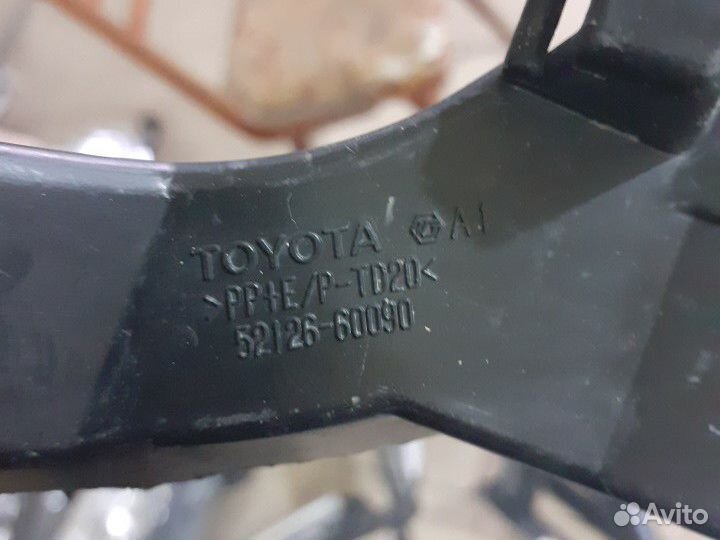 TOYOTA A1
>PP+E/P-TD20<
52126-60090
Avito